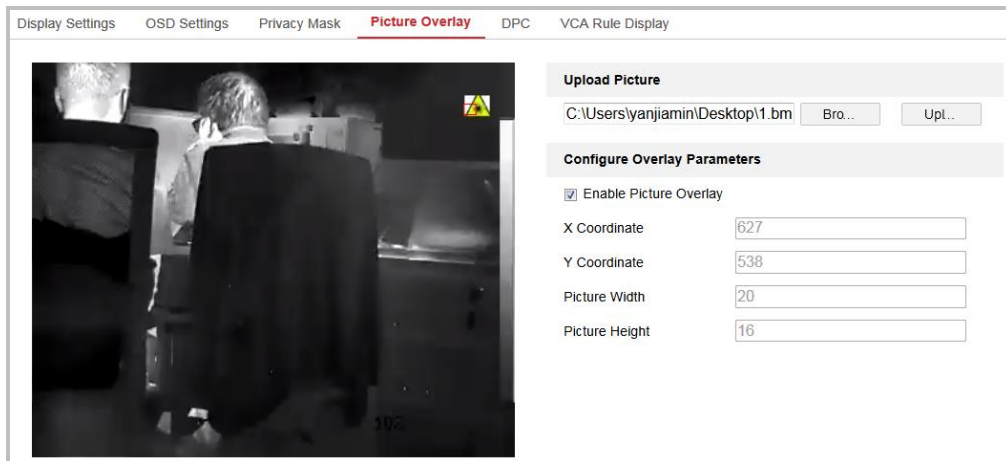 Display Settings OSD Settings Privacy Mask Picture Overlay DPC VCA Rule Display
Upload Picture
C:\Users\yanjiamin\Desktop\1.bm Bro... Upl...
Configure Overlay Parameters
Enable Picture Overlay
X Coordinate 627
Y Coordinate 538
Picture Width 20
Picture Height 16
102